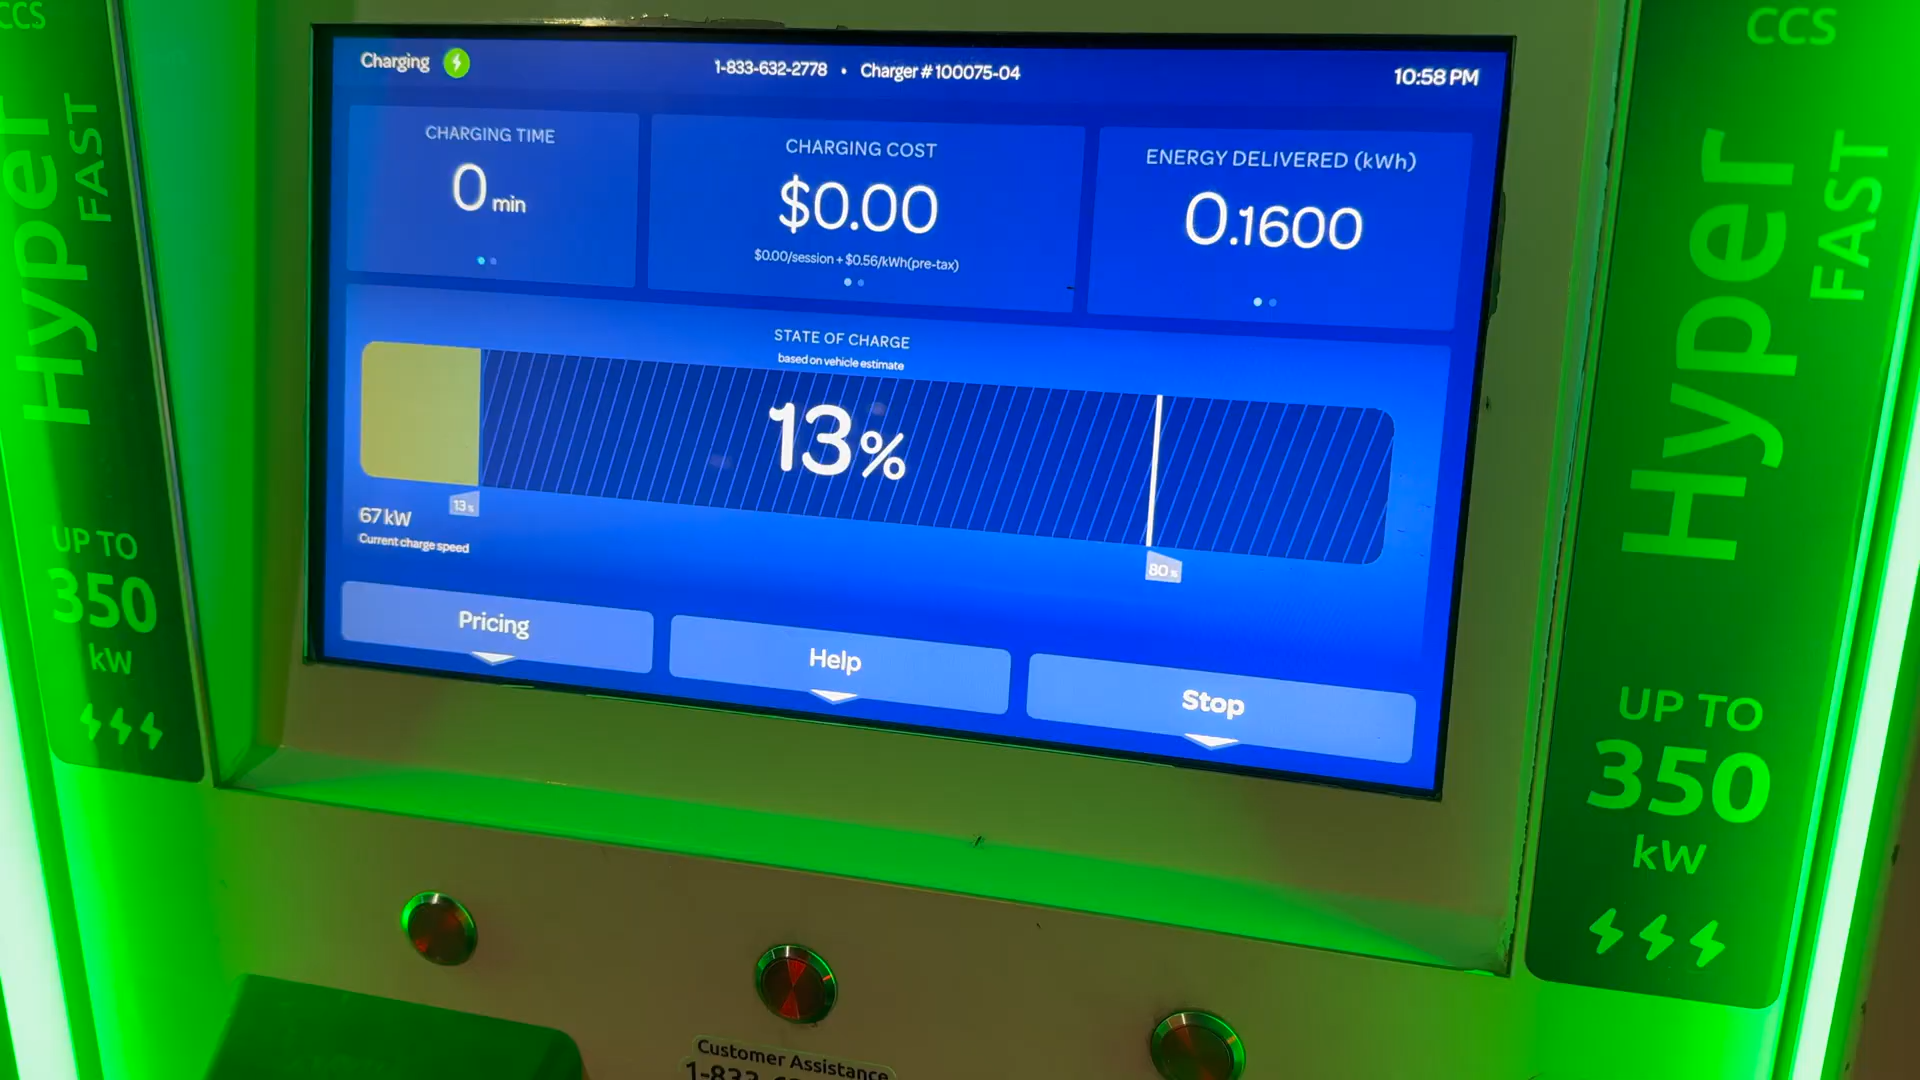 CCS
Hyper
FAST
UP TO
350
kW
Charging
1-833-632-2778 • Charger # 100075-04
10:58 PM
CHARGING TIME
0 min
CHARGING COST
$0.00
$0.00/session + $0.56/kWh(pre-tax)
ENERGY DELIVERED (kWh)
0.1600
STATE OF CHARGE
based on vehicle estimate
13%
13%
80%
67 kW
Current charge speed
Pricing
Help
Stop
CCS
Hyper
FAST
UP TO
350
kW
Customer Assistance
1-833-6